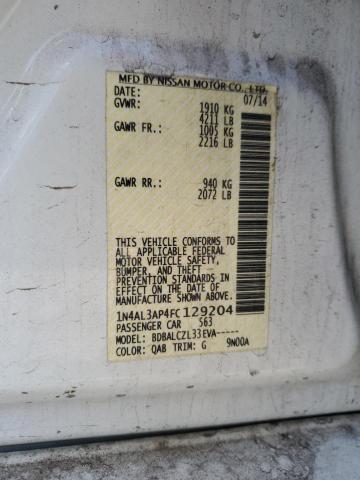 MFD BY NISSAN MOTOR CO., LTD.
DATE: 07/14
GVWR: 1910 KG
4211 LB
GAWR FR: 1005 KG
2216 LB
GAWR RR: 940 KG
2072 LB
THIS VEHICLE CONFORMS TO
ALL APPLICABLE FEDERAL
MOTOR VEHICLE SAFETY,
BUMPER, AND THEFT
PREVENTION STANDARDS IN
EFFECT ON THE DATE OF
MANUFACTURE SHOWN ABOVE.
1N4AL3AP4FC129204
PASSENGER CAR 563
MODEL: BDBALCZL33EVA-----
COLOR: QAB TRIM: G 9N00A